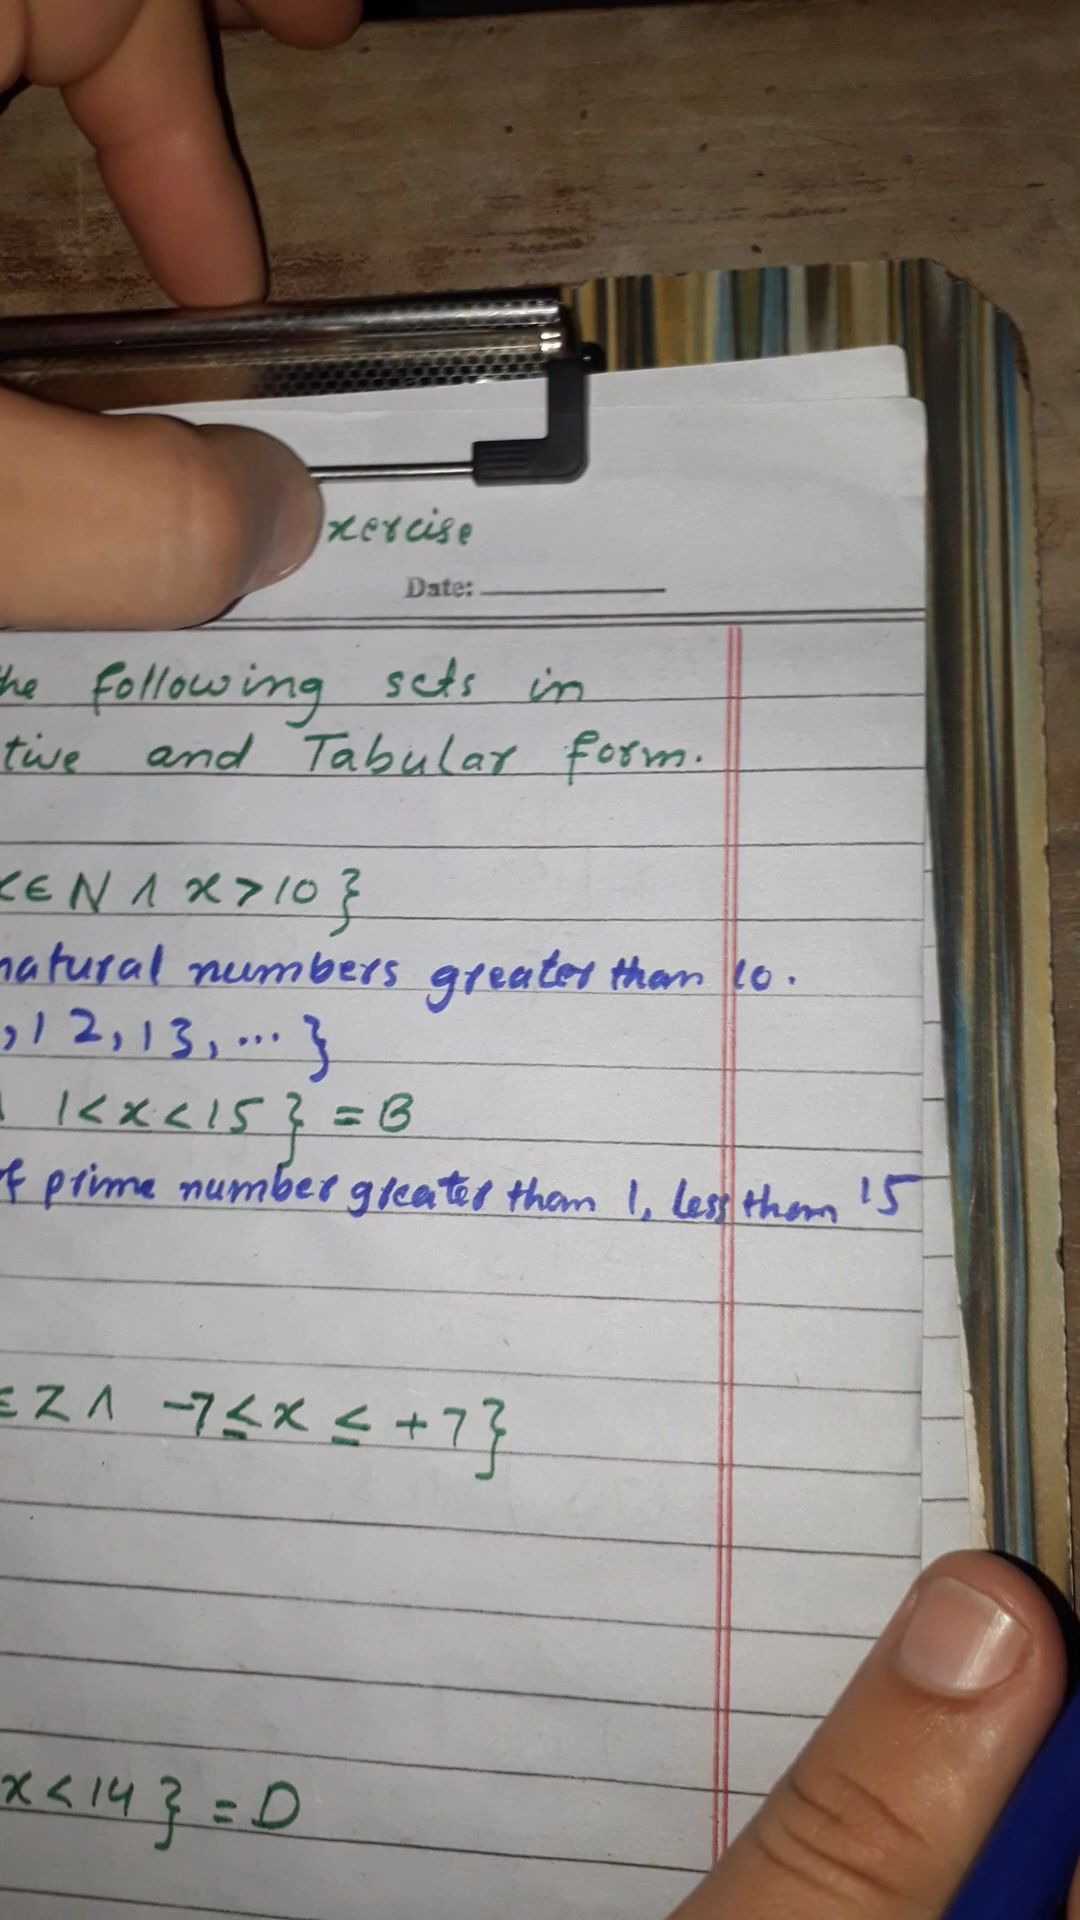 xercise
Date:
he following sets in
tive and Tabular form.
x∈N ∧ x>10}
natural numbers greater than 10.
,12,13,...}
1<x<15} = B
f prime number greater than 1, less than 15
∈Z∧ -7≤x≤+7}
x<14} = D